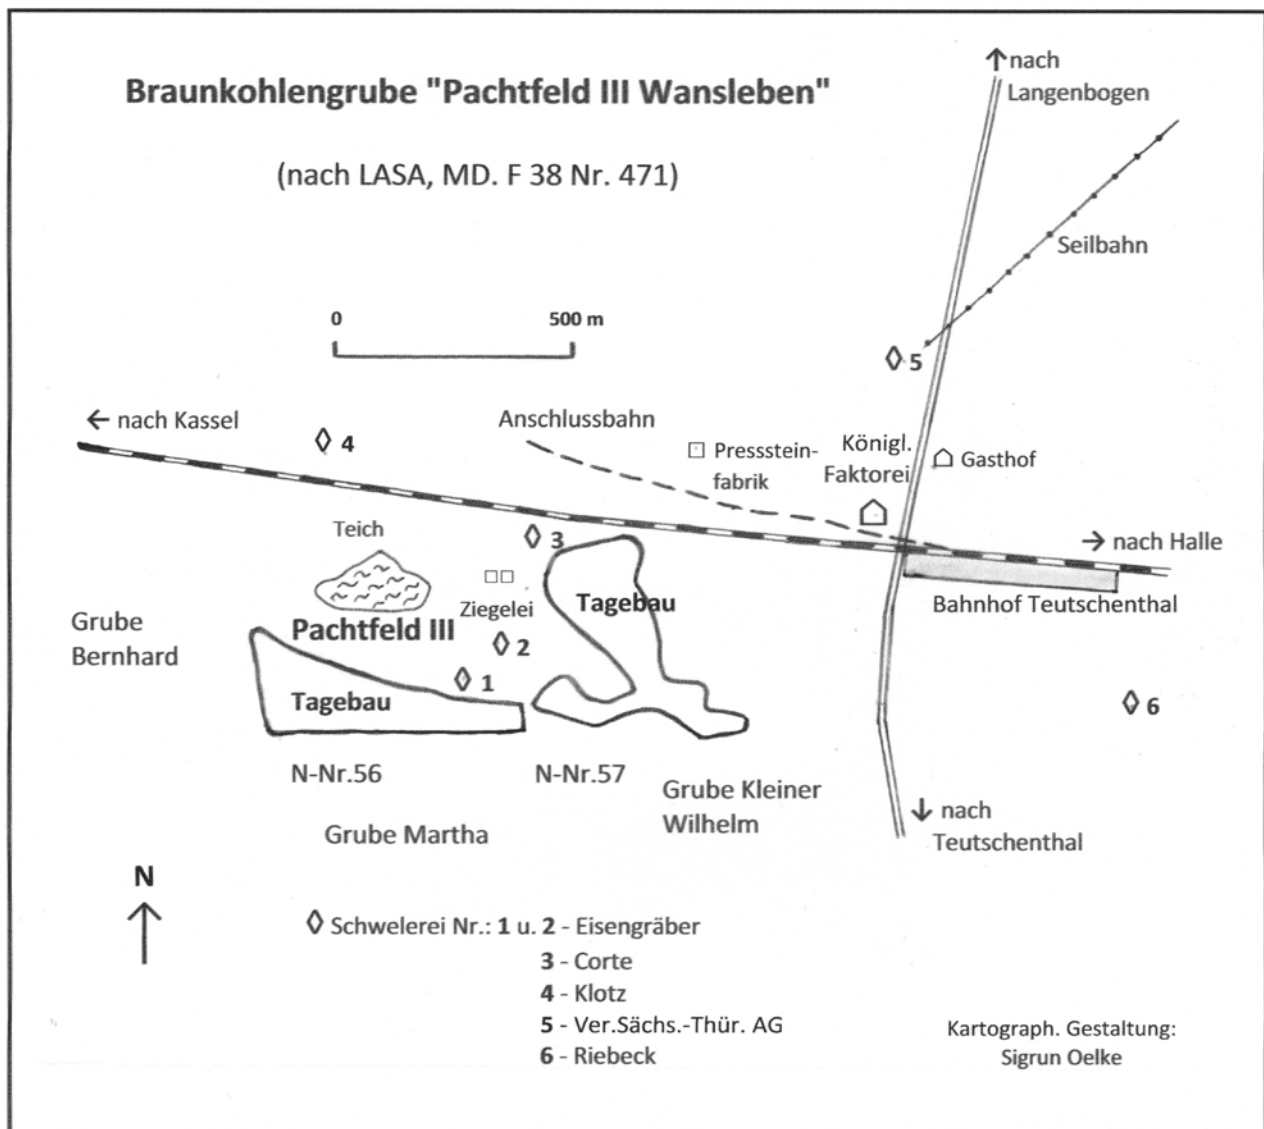 Braunkohlengrube "Pachtfeld III Wansleben"
(nach LASA, MD. F 38 Nr. 471)
nach
Langenbogen
Seilbahn
0 500 m
5
← nach Kassel
4
Anschlussbahn
Pressstein-
fabrik
Königl.
Faktorei
Gasthof
Teich
3
→ nach Halle
Ziegelei
Tagebau
Bahnhof Teutschenthal
Grube
Bernhard
Pachtfeld III
2
1
Tagebau
6
N-Nr.56
N-Nr.57
Grube Kleiner
Wilhelm
Grube Martha
nach
Teutschenthal
N
◊ Schwelerei Nr.: 1 u. 2 - Eisengräber
3 - Corte
4 - Klotz
5 - Ver.Sächs.-Thür. AG
6 - Riebeck
Kartograph. Gestaltung:
Sigrun Oelke